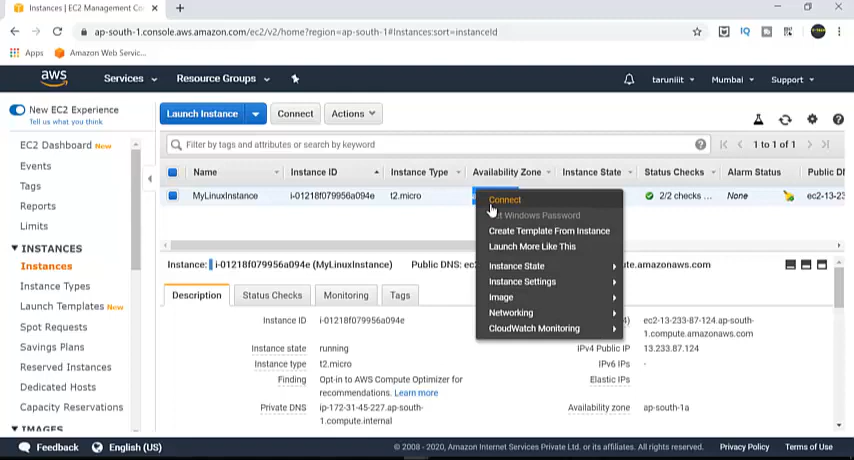 Instances | EC2 Management Co
ap-south-1.console.aws.amazon.com/ec2/v2/home?region=ap-south-1#Instances:sort=instanceId
IQ
Apps
Amazon Web Servic...
aws
Services
Resource Groups
taruniiit
Mumbai
Support
New EC2 Experience
Tell us what you think
EC2 Dashboard New
Events
Tags
Reports
Limits
INSTANCES
Instances
Instance Types
Launch Templates New
Spot Requests
Savings Plans
Reserved Instances
Dedicated Hosts
Capacity Reservations
IMAGES
Launch Instance
Connect
Actions
Filter by tags and attributes or search by keyword
1 to 1 of 1
Name
Instance ID
Instance Type
Availability Zone
Instance State
Status Checks
Alarm Status
Public D
MyLinuxInstance
i-01218f079956a094e
t2.micro
2/2 checks ...
None
ec2-13-23
Connect
Windows Password
Create Template From Instance
Launch More Like This
Instance State
Instance Settings
Image
Networking
CloudWatch Monitoring
Instance: i-01218f079956a094e (MyLinuxInstance)
Public DNS: ec
ute.amazonaws.com
Description
Status Checks
Monitoring
Tags
Instance ID
i-01218f079956a094e
4)
ec2-13-233-87-124.ap-south-
1.compute.amazonaws.com
Instance state
running
IPv4 Public IP
13.233.87.124
Instance type
t2.micro
IPv6 IPs
-
Finding
Opt-in to AWS Compute Optimizer for
recommendations. Learn more
Elastic IPs
Private DNS
ip-172-31-45-227.ap-south-
1.compute.internal
Availability zone
ap-south-1a
Feedback
English (US)
© 2008 - 2020, Amazon Internet Services Private Ltd. or its affiliates. All rights reserved.
Privacy Policy
Terms of Use